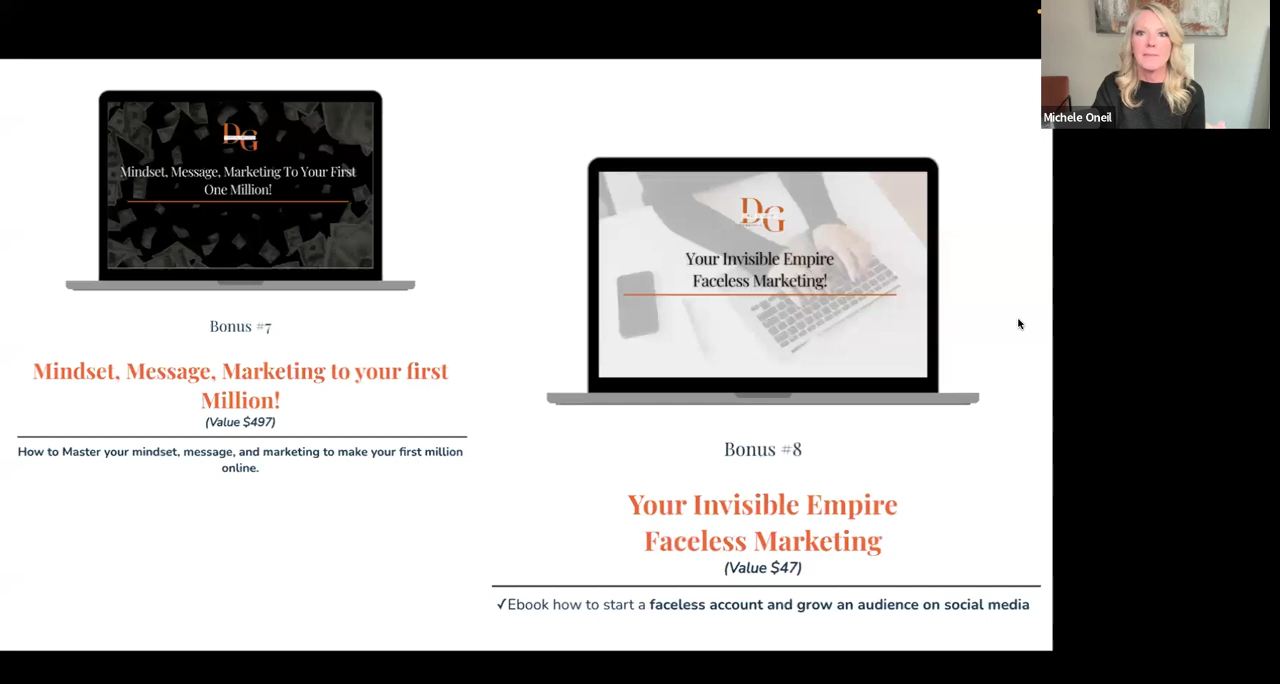 Michele Oneil
DG
Mindset, Message, Marketing To Your First
One Million!
Bonus #7
Mindset, Message, Marketing to your first
Million!
(Value $497)
How to Master your mindset, message, and marketing to make your first million
online.
DG
Your Invisible Empire
Faceless Marketing!
Bonus #8
Your Invisible Empire
Faceless Marketing
(Value $47)
✓Ebook how to start a faceless account and grow an audience on social media